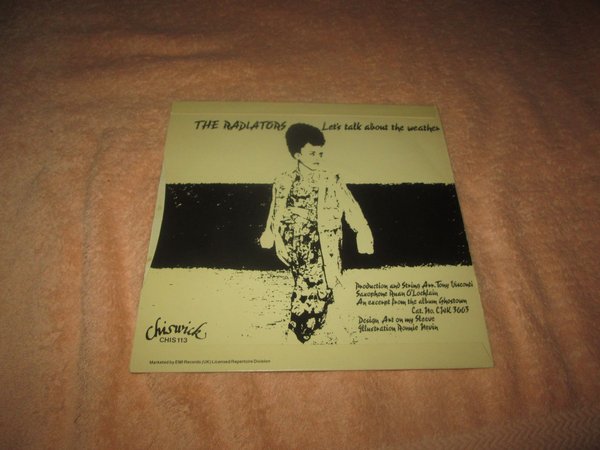 THE RADIATORS Let's talk about the weather
Production and String Arr. Tony Visconti
Saxophone Ruan O'Lochlain
An excerpt from the album Ghostown
Cat. No. CWK 3003
Design Art on my Sleeve
Illustration Ronnie Nevin
Chiswick
CHIS 113
Marketed by EMI Records (UK) Licensed Repertoire Division